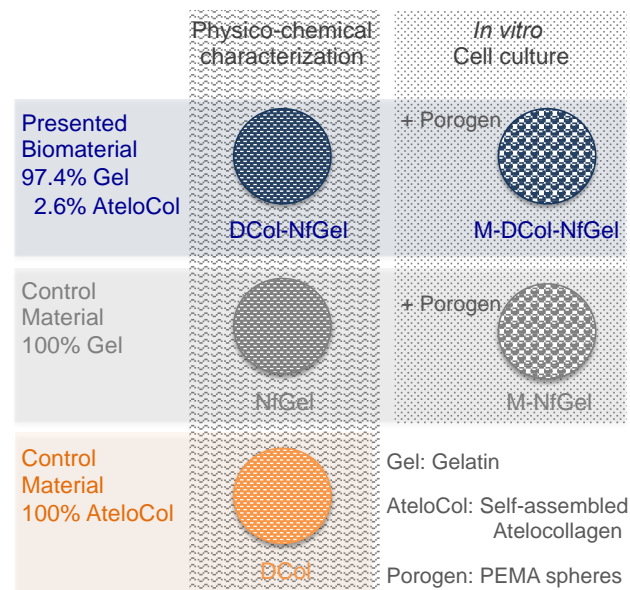 Physico-chemical
characterization
In vitro
Cell culture
Presented
Biomaterial
97.4% Gel
2.6% AteloCol
DCol-NfGel
+ Porogen
M-DCol-NfGel
Control
Material
100% Gel
NfGel
+ Porogen
M-NfGel
Control
Material
100% AteloCol
DCol
Gel: Gelatin
AteloCol: Self-assembled
Atelocollagen
Porogen: PEMA spheres